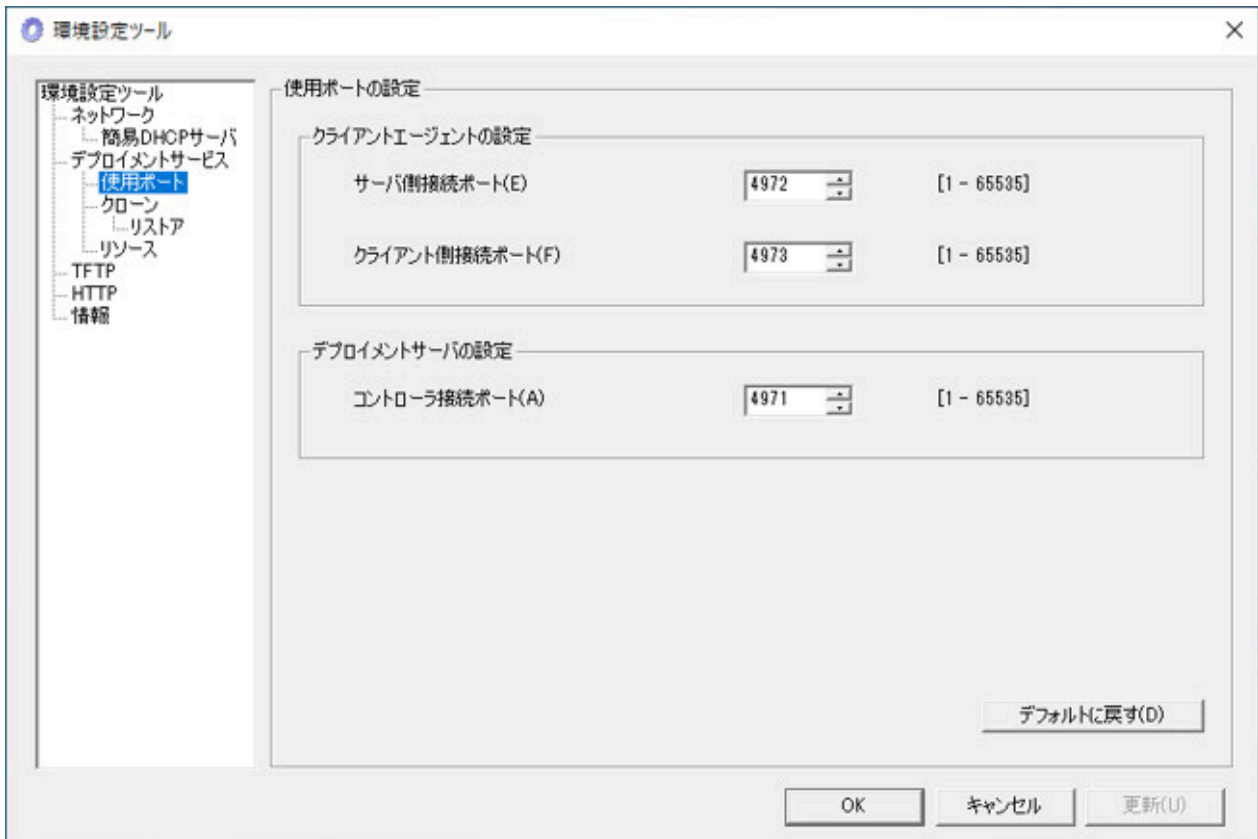 環境設定ツール
環境設定ツール
ネットワーク
簡易DHCPサーバ
デプロイメントサービス
使用ポート
クローン
リストア
リソース
TFTP
HTTP
情報
使用ポートの設定
クライアントエージェントの設定
サーバ側接続ポート(E) 4972 [1 - 65535]
クライアント側接続ポート(F) 4973 [1 - 65535]
デプロイメントサーバの設定
コントローラ接続ポート(A) 4971 [1 - 65535]
デフォルトに戻す(D)
OK キャンセル 更新(U)